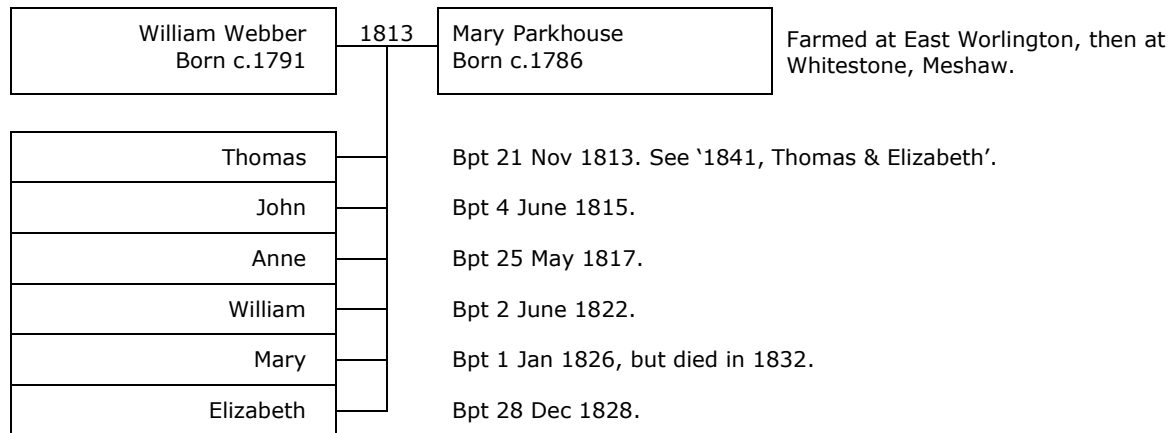 William Webber
Born c.1791
1813
Mary Parkhouse
Born c.1786
Farmed at East Worlington, then at
Whitestone, Meshaw.
Thomas
Bpt 21 Nov 1813. See ‘1841, Thomas & Elizabeth’.
John
Bpt 4 June 1815.
Anne
Bpt 25 May 1817.
William
Bpt 2 June 1822.
Mary
Bpt 1 Jan 1826, but died in 1832.
Elizabeth
Bpt 28 Dec 1828.